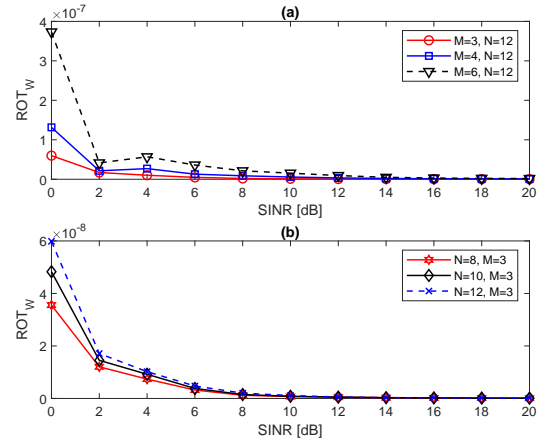 (a)
×10⁻⁷
4
3
2
1
0
ROT_W
M=3, N=12
M=4, N=12
M=6, N=12
0 2 4 6 8 10 12 14 16 18 20
SINR [dB]
(b)
×10⁻⁸
6
4
2
0
ROT_W
N=8, M=3
N=10, M=3
N=12, M=3
0 2 4 6 8 10 12 14 16 18 20
SINR [dB]